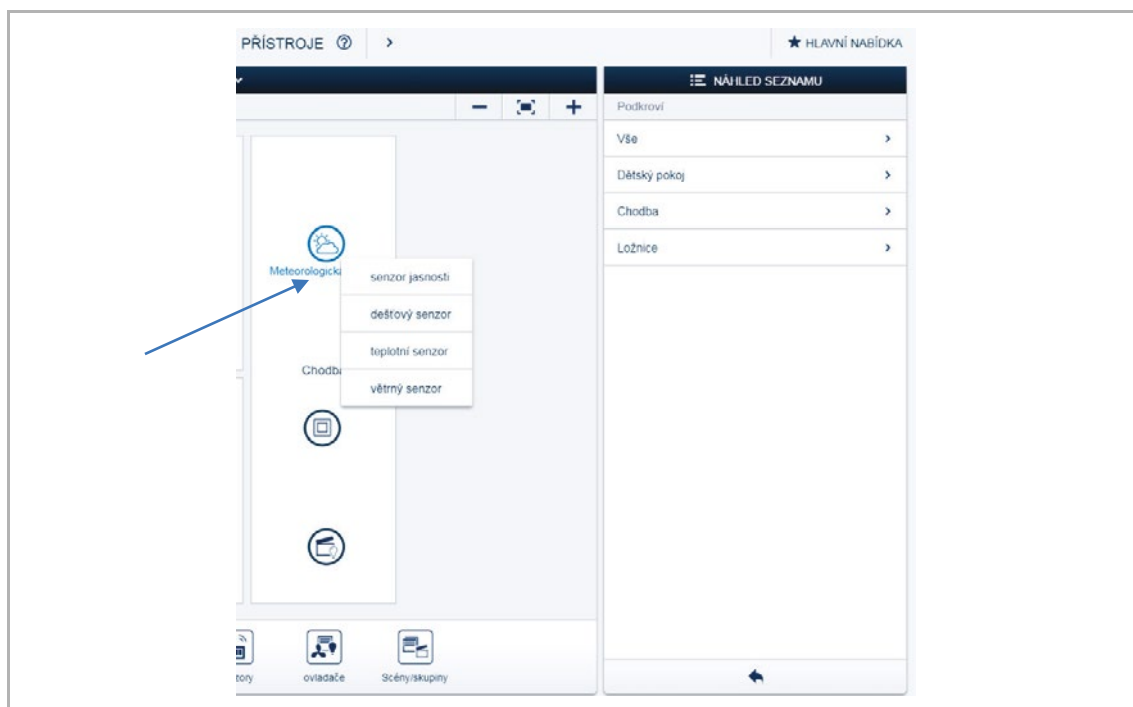 PŘÍSTROJE
HLAVNÍ NABÍDKA
NÁHLED SEZNAMU
Podkroví
Vše
Dětský pokoj
Chodba
Ložnice
Meteorologická
senzor jasnosti
dešťový senzor
teplotní senzor
větrný senzor
Chodba
zory
ovladače
Scény/skupiny